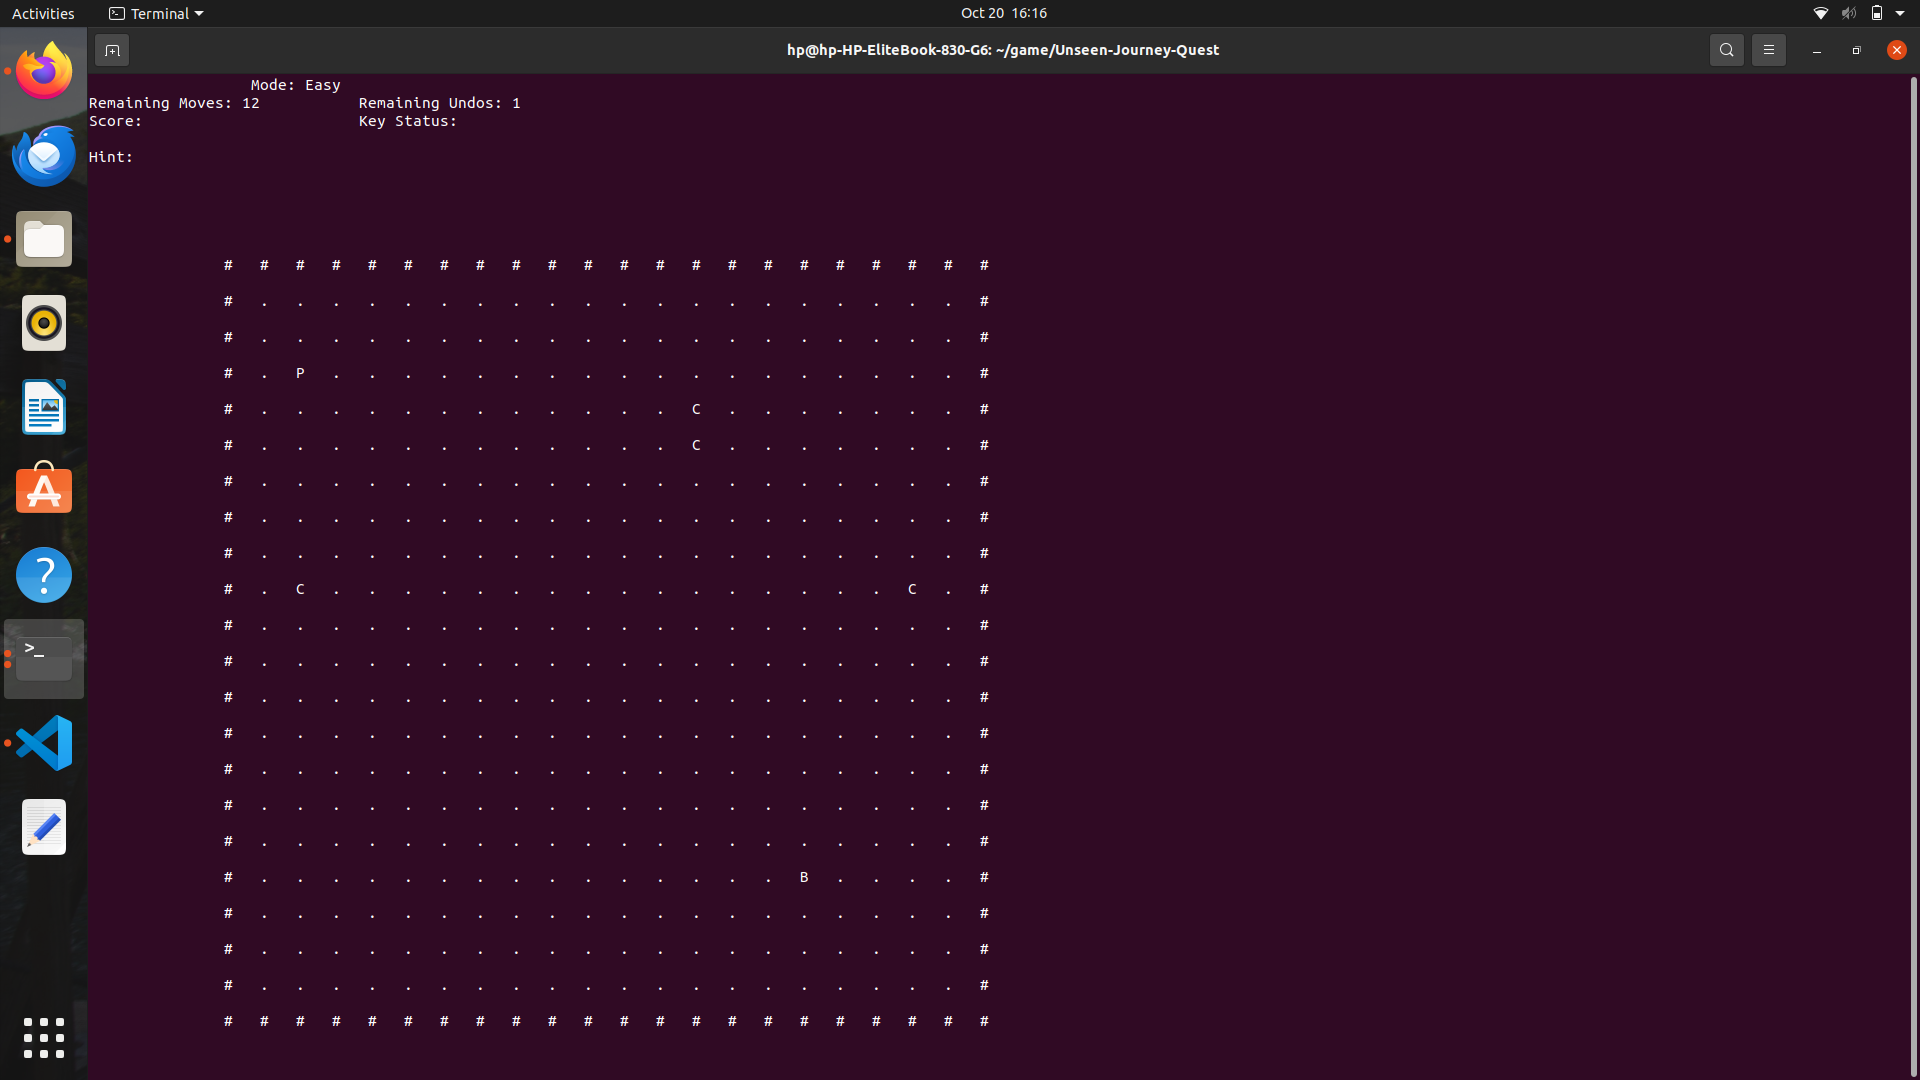 Activities Terminal Oct 20 16:16
hp@hp-HP-EliteBook-830-G6: ~/game/Unseen-Journey-Quest
Mode: Easy
Remaining Moves: 12 Remaining Undos: 1
Score: Key Status:
Hint:
# # # # # # # # # # # # # # # # # # # # # #
# . . . . . . . . . . . . . . . . . . . . #
# . . . . . . . . . . . . . . . . . . . . #
# . P . . . . . . . . . . . . . . . . . . #
# . . . . . . . . . . . . C . . . . . . . #
# . . . . . . . . . . . . C . . . . . . . #
# . . . . . . . . . . . . . . . . . . . . #
# . . . . . . . . . . . . . . . . . . . . #
# . . . . . . . . . . . . . . . . . . . . #
# . C . . . . . . . . . . . . . . . . C . #
# . . . . . . . . . . . . . . . . . . . . #
# . . . . . . . . . . . . . . . . . . . . #
# . . . . . . . . . . . . . . . . . . . . #
# . . . . . . . . . . . . . . . . . . . . #
# . . . . . . . . . . . . . . . . . . . . #
# . . . . . . . . . . . . . . . . . . . . #
# . . . . . . . . . . . . . . . . . . . . #
# . . . . . . . . . . . . . . . B . . . . #
# . . . . . . . . . . . . . . . . . . . . #
# . . . . . . . . . . . . . . . . . . . . #
# . . . . . . . . . . . . . . . . . . . . #
# # # # # # # # # # # # # # # # # # # # # #